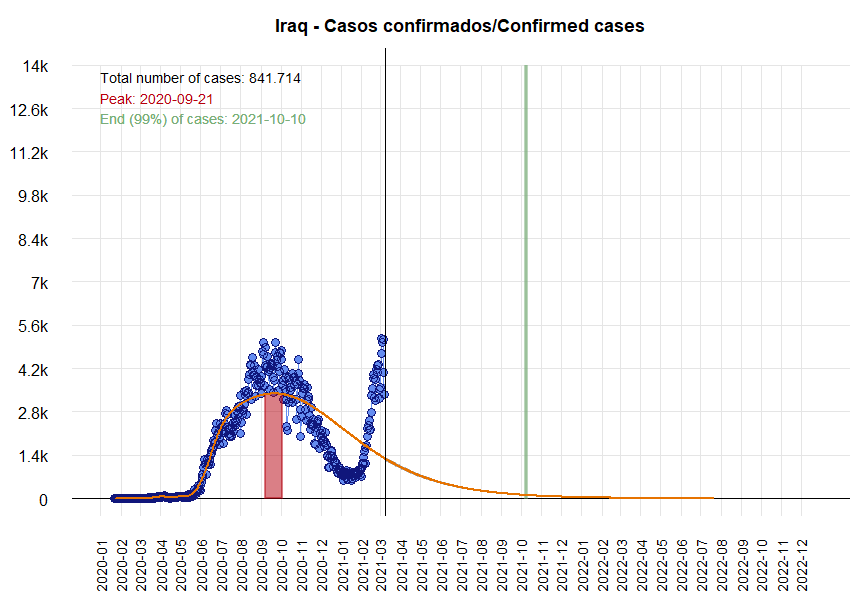 Iraq - Casos confirmados/Confirmed cases
14k
Total number of cases: 841.714
Peak: 2020-09-21
End (99%) of cases: 2021-10-10
12.6k
11.2k
9.8k
8.4k
7k
5.6k
4.2k
2.8k
1.4k
0
2020-01
2020-02
2020-03
2020-04
2020-05
2020-06
2020-07
2020-08
2020-09
2020-10
2020-11
2020-12
2021-01
2021-02
2021-03
2021-04
2021-05
2021-06
2021-07
2021-08
2021-09
2021-10
2021-11
2021-12
2022-01
2022-02
2022-03
2022-04
2022-05
2022-06
2022-07
2022-08
2022-09
2022-10
2022-11
2022-12